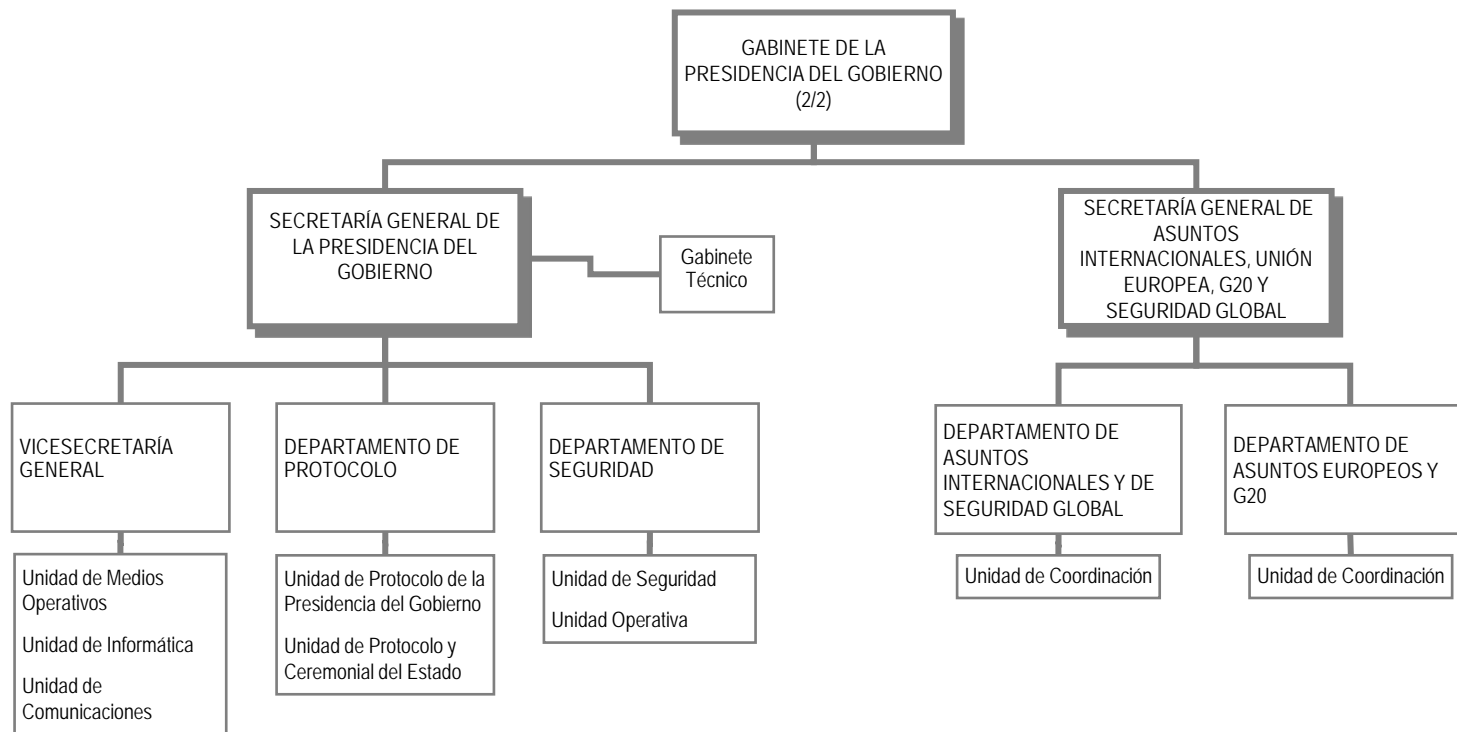 GABINETE DE LA
PRESIDENCIA DEL GOBIERNO
(2/2)
SECRETARÍA GENERAL DE
LA PRESIDENCIA DEL
GOBIERNO
Gabinete
Técnico
SECRETARÍA GENERAL DE
ASUNTOS
INTERNACIONALES, UNIÓN
EUROPEA, G20 Y
SEGURIDAD GLOBAL
VICESECRETARÍA
GENERAL
DEPARTAMENTO DE
PROTOCOLO
DEPARTAMENTO DE
SEGURIDAD
DEPARTAMENTO DE
ASUNTOS
INTERNACIONALES Y DE
SEGURIDAD GLOBAL
DEPARTAMENTO DE
ASUNTOS EUROPEOS Y
G20
Unidad de Medios
Operativos
Unidad de Informática
Unidad de
Comunicaciones
Unidad de Protocolo de la
Presidencia del Gobierno
Unidad de Protocolo y
Ceremonial del Estado
Unidad de Seguridad
Unidad Operativa
Unidad de Coordinación
Unidad de Coordinación